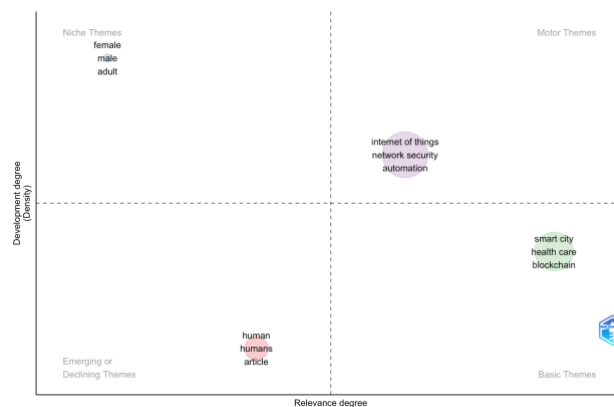 Niche Themes
Motor Themes
female
male
adult
internet of things
network security
automation
Development degree
(Density)
smart city
health care
blockchain
human
humans
article
Emerging or
Declining Themes
Basic Themes
Relevance degree